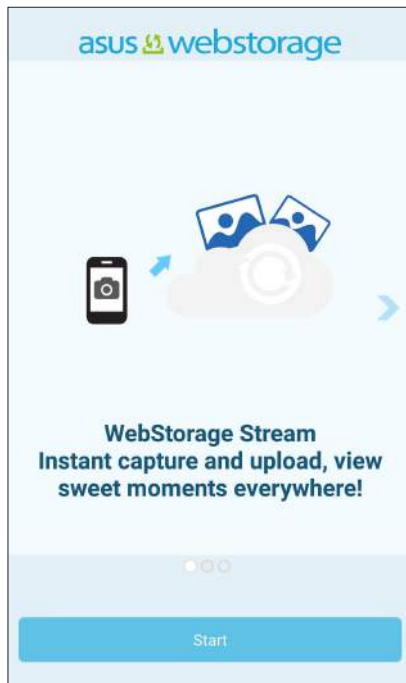 asus webstorage
WebStorage Stream
Instant capture and upload, view
sweet moments everywhere!
Start